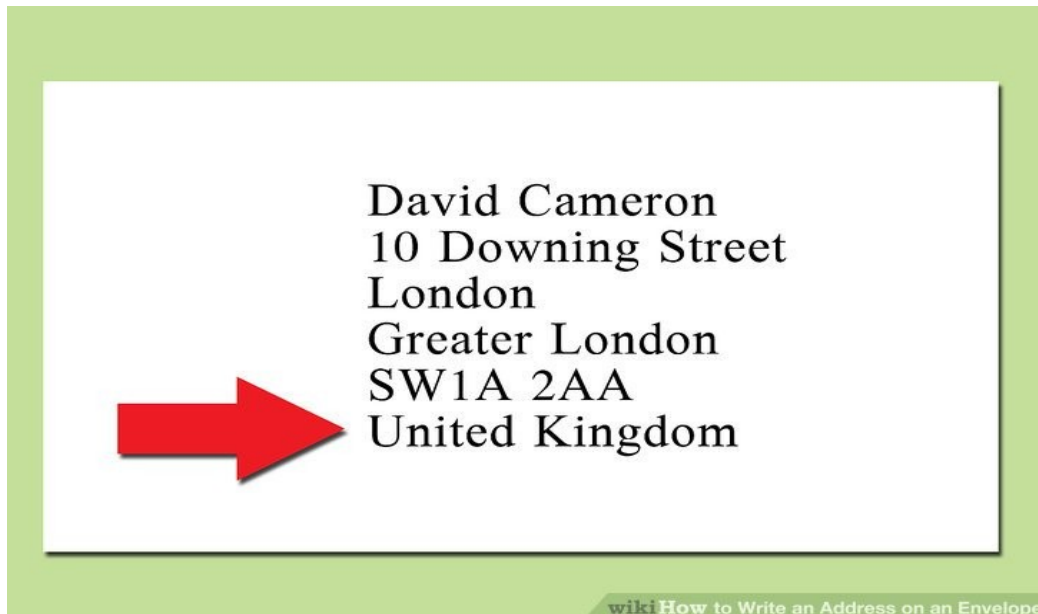 David Cameron
10 Downing Street
London
Greater London
SW1A 2AA
United Kingdom
wikiHow to Write an Address on an Envelope